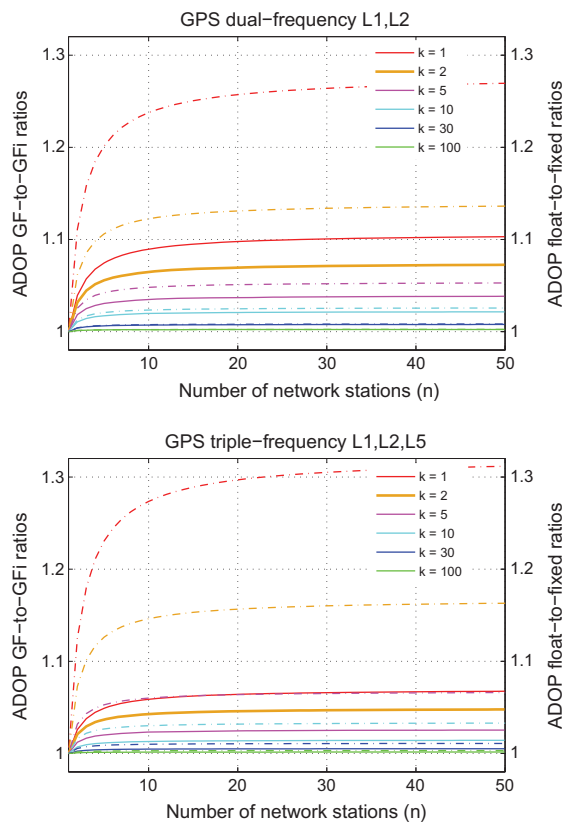 GPS dual−frequency L1,L2
ADOP GF−to−GFi ratios
1.3
1.2
1.1
1
k = 1
k = 2
k = 5
k = 10
k = 30
k = 100
1.3
1.2
1.1
1
ADOP float−to−fixed ratios
10
20
30
40
50
Number of network stations (n)
GPS triple−frequency L1,L2,L5
ADOP GF−to−GFi ratios
1.3
1.2
1.1
1
k = 1
k = 2
k = 5
k = 10
k = 30
k = 100
1.3
1.2
1.1
1
ADOP float−to−fixed ratios
10
20
30
40
50
Number of network stations (n)